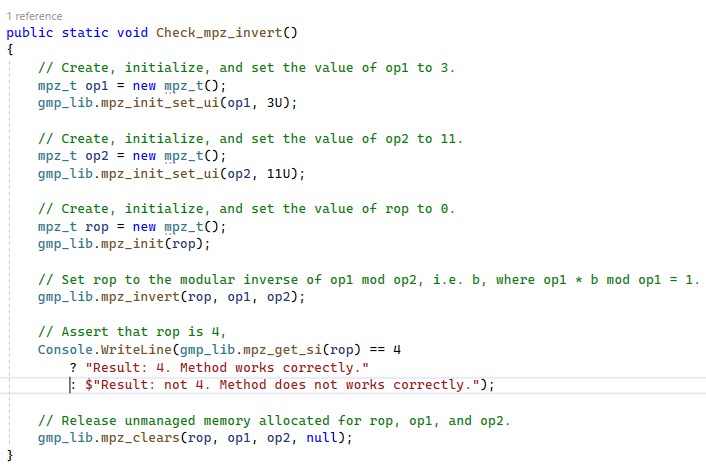 1 reference
public static void Check_mpz_invert()
{
    // Create, initialize, and set the value of op1 to 3.
    mpz_t op1 = new mpz_t();
    gmp_lib.mpz_init_set_ui(op1, 3U);

    // Create, initialize, and set the value of op2 to 11.
    mpz_t op2 = new mpz_t();
    gmp_lib.mpz_init_set_ui(op2, 11U);

    // Create, initialize, and set the value of rop to 0.
    mpz_t rop = new mpz_t();
    gmp_lib.mpz_init(rop);

    // Set rop to the modular inverse of op1 mod op2, i.e. b, where op1 * b mod op1 = 1.
    gmp_lib.mpz_invert(rop, op1, op2);

    // Assert that rop is 4,
    Console.WriteLine(gmp_lib.mpz_get_si(rop) == 4
        ? "Result: 4. Method works correctly."
        : $"Result: not 4. Method does not works correctly.");

    // Release unmanaged memory allocated for rop, op1, and op2.
    gmp_lib.mpz_clears(rop, op1, op2, null);
}